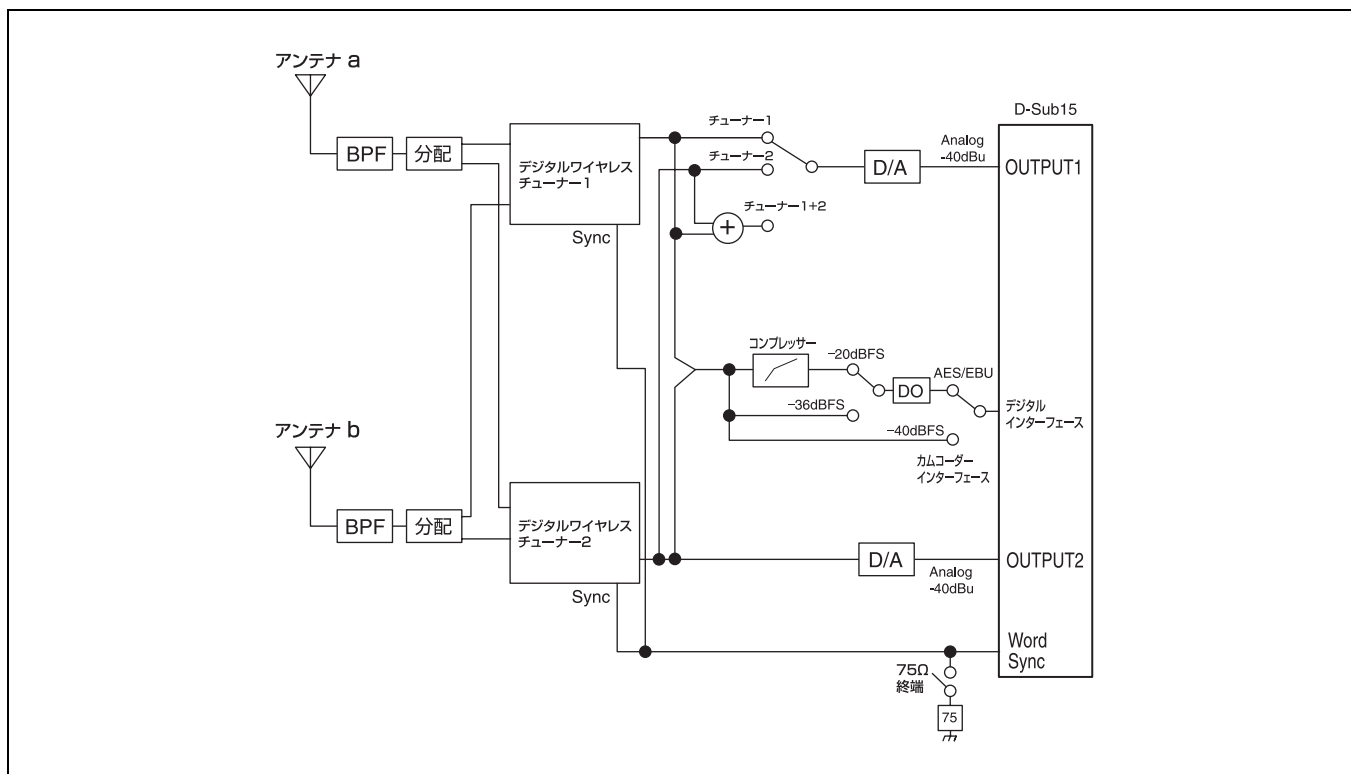 アンテナ a
D-Sub15
BPF
分配
デジタルワイヤレス
チューナー1
Sync
チューナー1
チューナー2
チューナー1+2
+
D/A
Analog
-40dBu
OUTPUT1
コンプレッサー
−20dBFS
−36dBFS
−40dBFS
DO
AES/EBU
デジタル
インターフェース
カムコーダー
インターフェース
アンテナ b
BPF
分配
デジタルワイヤレス
チューナー2
Sync
D/A
Analog
-40dBu
OUTPUT2
Word
Sync
75Ω
終端
75